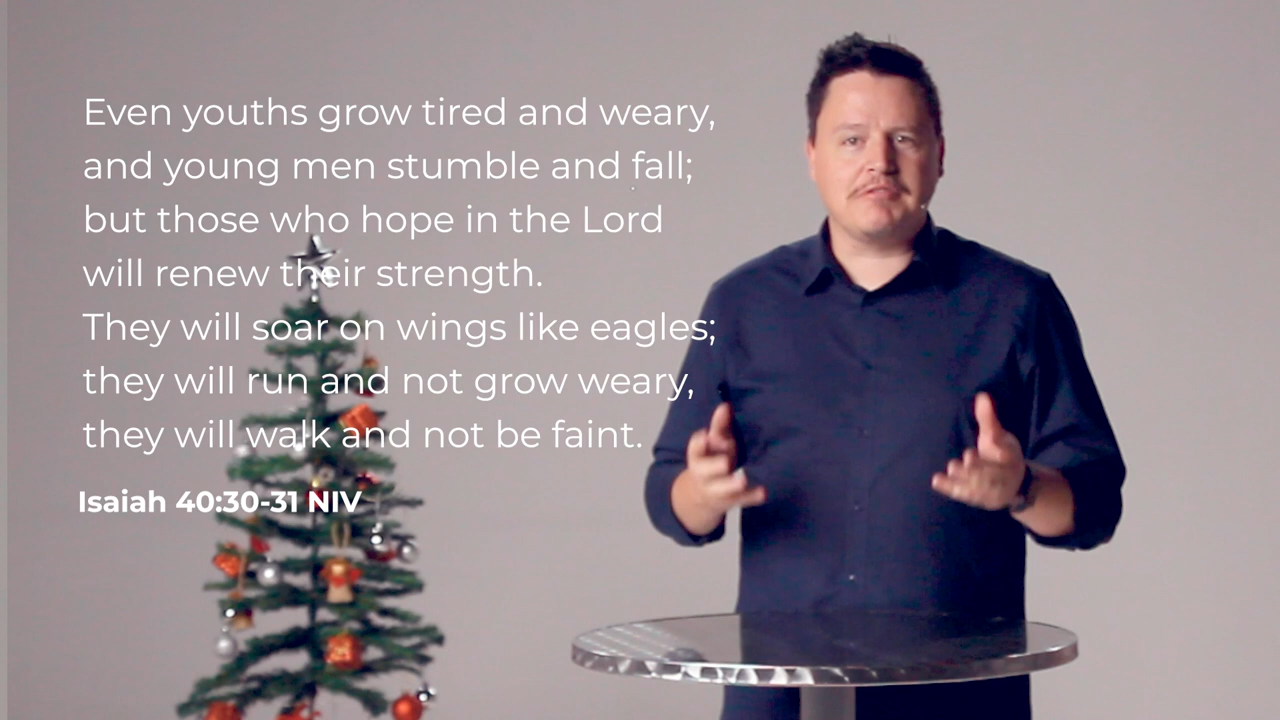 Even youths grow tired and weary,
and young men stumble and fall;
but those who hope in the Lord
will renew their strength.
They will soar on wings like eagles;
they will run and not grow weary,
they will walk and not be faint.
Isaiah 40:30-31 NIV